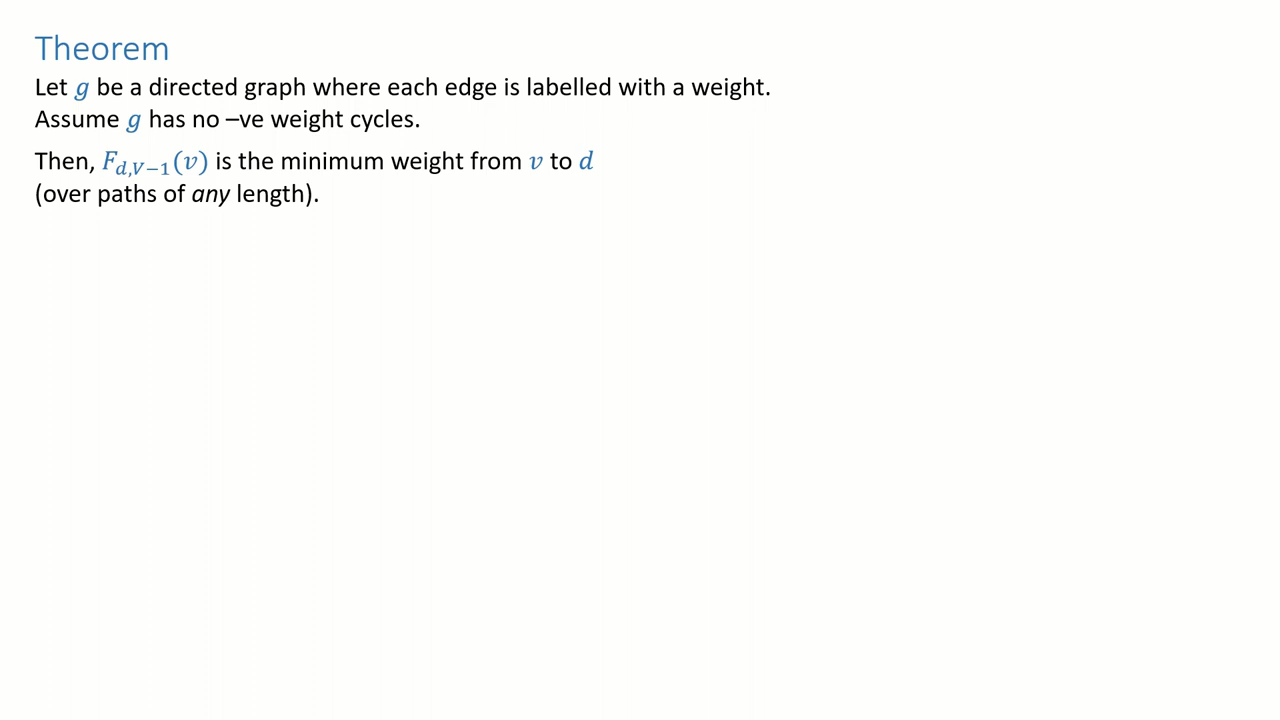 Theorem
Let g be a directed graph where each edge is labelled with a weight.
Assume g has no –ve weight cycles.
Then, F_{d,V−1}(v) is the minimum weight from v to d
(over paths of any length).